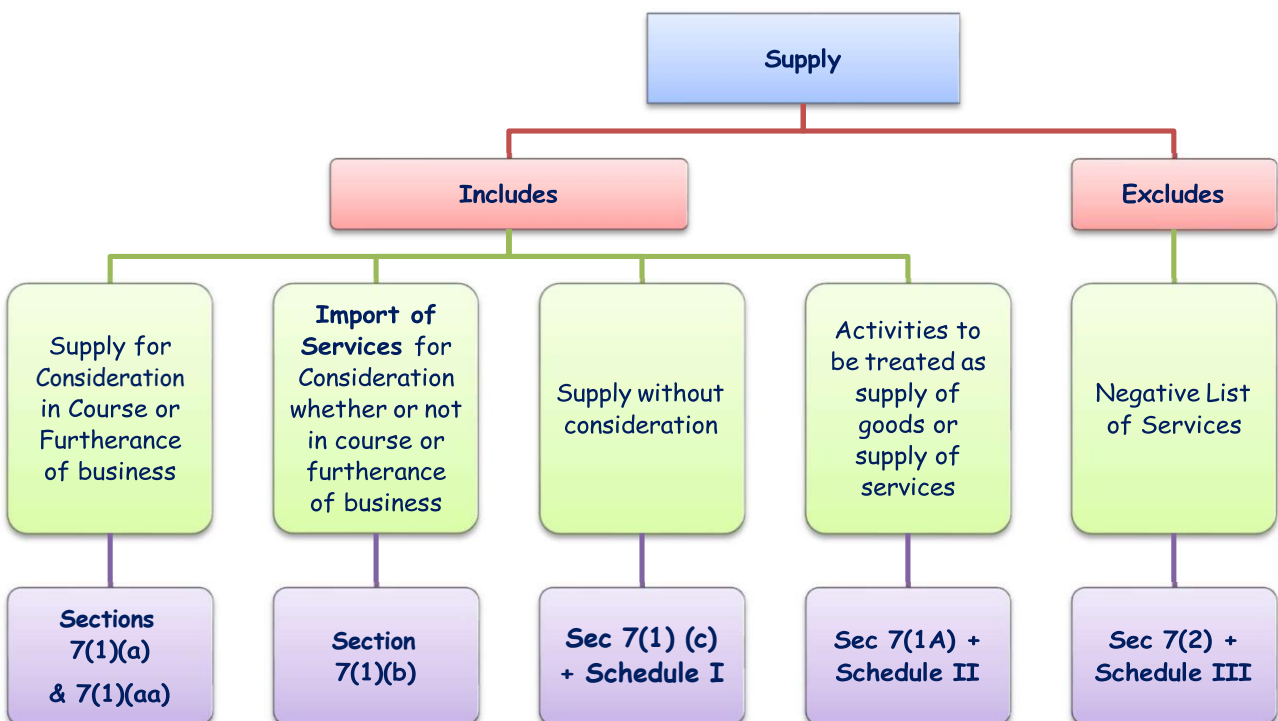 Supply
Includes
Excludes
Supply for
Consideration
in Course or
Furtherance
of business
Import of
Services for
Consideration
whether or not
in course or
furtherance
of business
Supply without
consideration
Activities to
be treated as
supply of
goods or
supply of
services
Negative List
of Services
Sections
7(1)(a)
& 7(1)(aa)
Section
7(1)(b)
Sec 7(1) (c)
+ Schedule I
Sec 7(1A) +
Schedule II
Sec 7(2) +
Schedule III